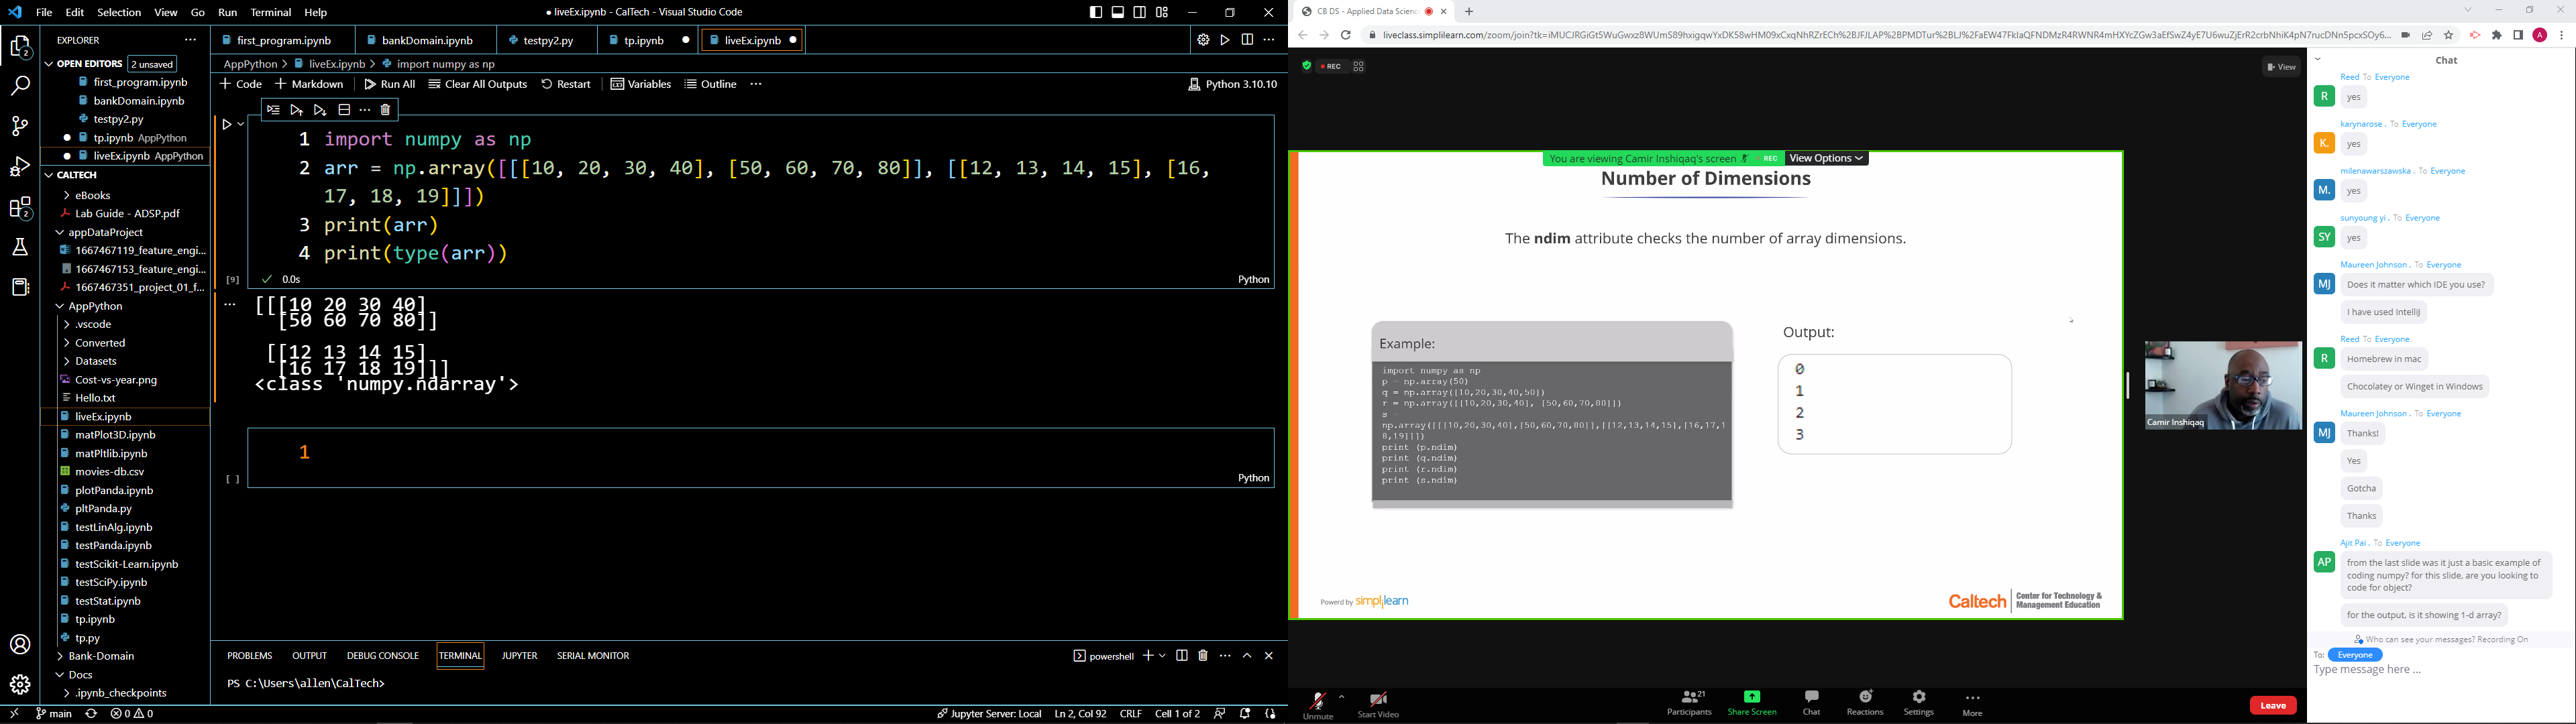 File Edit Selection View Go Run Terminal Help
● liveEx.ipynb - CalTech - Visual Studio Code
EXPLORER
OPEN EDITORS 2 unsaved
first_program.ipynb
bankDomain.ipynb
testpy2.py
tp.ipynb AppPython
liveEx.ipynb AppPython
CALTECH
eBooks
Lab Guide - ADSP.pdf
appDataProject
1667467119_feature_engi...
1667467153_feature_engi...
1667467351_project_01_f...
AppPython
.vscode
Converted
Datasets
Cost-vs-year.png
Hello.txt
liveEx.ipynb
matPlot3D.ipynb
matPltlib.ipynb
movies-db.csv
plotPanda.ipynb
pltPanda.py
testLinAlg.ipynb
testPanda.ipynb
testScikit-Learn.ipynb
testSciPy.ipynb
testStat.ipynb
tp.ipynb
tp.py
Bank-Domain
Docs
.ipynb_checkpoints
first_program.ipynb bankDomain.ipynb testpy2.py tp.ipynb liveEx.ipynb
AppPython > liveEx.ipynb > import numpy as np
+ Code + Markdown Run All Clear All Outputs Restart Variables Outline ...
Python 3.10.10
1 import numpy as np
2 arr = np.array([[[10, 20, 30, 40], [50, 60, 70, 80]], [[12, 13, 14, 15], [16,
17, 18, 19]]])
3 print(arr)
4 print(type(arr))
[9] 0.0s Python
[[[10 20 30 40]
[50 60 70 80]]
[[12 13 14 15]
[16 17 18 19]]]
<class 'numpy.ndarray'>
1
[ ] Python
PROBLEMS OUTPUT DEBUG CONSOLE TERMINAL JUPYTER SERIAL MONITOR
powershell
PS C:\Users\allen\CalTech>
main 0 0
Jupyter Server: Local Ln 2, Col 92 CRLF Cell 1 of 2
CB DS - Applied Data Scienc
REC
View
You are viewing Camir Inshiqaq's screen REC View Options
Number of Dimensions
The ndim attribute checks the number of array dimensions.
Example:
import numpy as np
p = np.array(50)
q = np.array([10,20,30,40,50])
r = np.array([[10,20,30,40], [50,60,70,80]])
s =
np.array([[[10,20,30,40],[50,60,70,80]],[[12,13,14,15],[16,17,1
8,19]]])
print (p.ndim)
print (q.ndim)
print (r.ndim)
print (s.ndim)
Output:
0
1
2
3
Powerd by simplilearn
Caltech Center for Technology &
Management Education
Camir Inshiqaq
Unmute Start Video Participants 21 Share Screen Chat Reactions Settings More Leave
Chat
Reed To Everyone
R yes
karynarose . To Everyone
K. yes
milenawarszawska . To Everyone
M. yes
sunyoung yi . To Everyone
SY yes
Maureen Johnson . To Everyone
MJ Does it matter which IDE you use?
I have used IntelliJ
Reed To Everyone
R Homebrew in mac
Chocolatey or Winget in Windows
Maureen Johnson . To Everyone
MJ Thanks!
Yes
Gotcha
Thanks
Ajit Pai . To Everyone
AP from the last slide was it just a basic example of
coding numpy? for this slide, are you looking to
code for object?
for the output, is it showing 1-d array?
Who can see your messages? Recording On
To: Everyone
Type message here ...